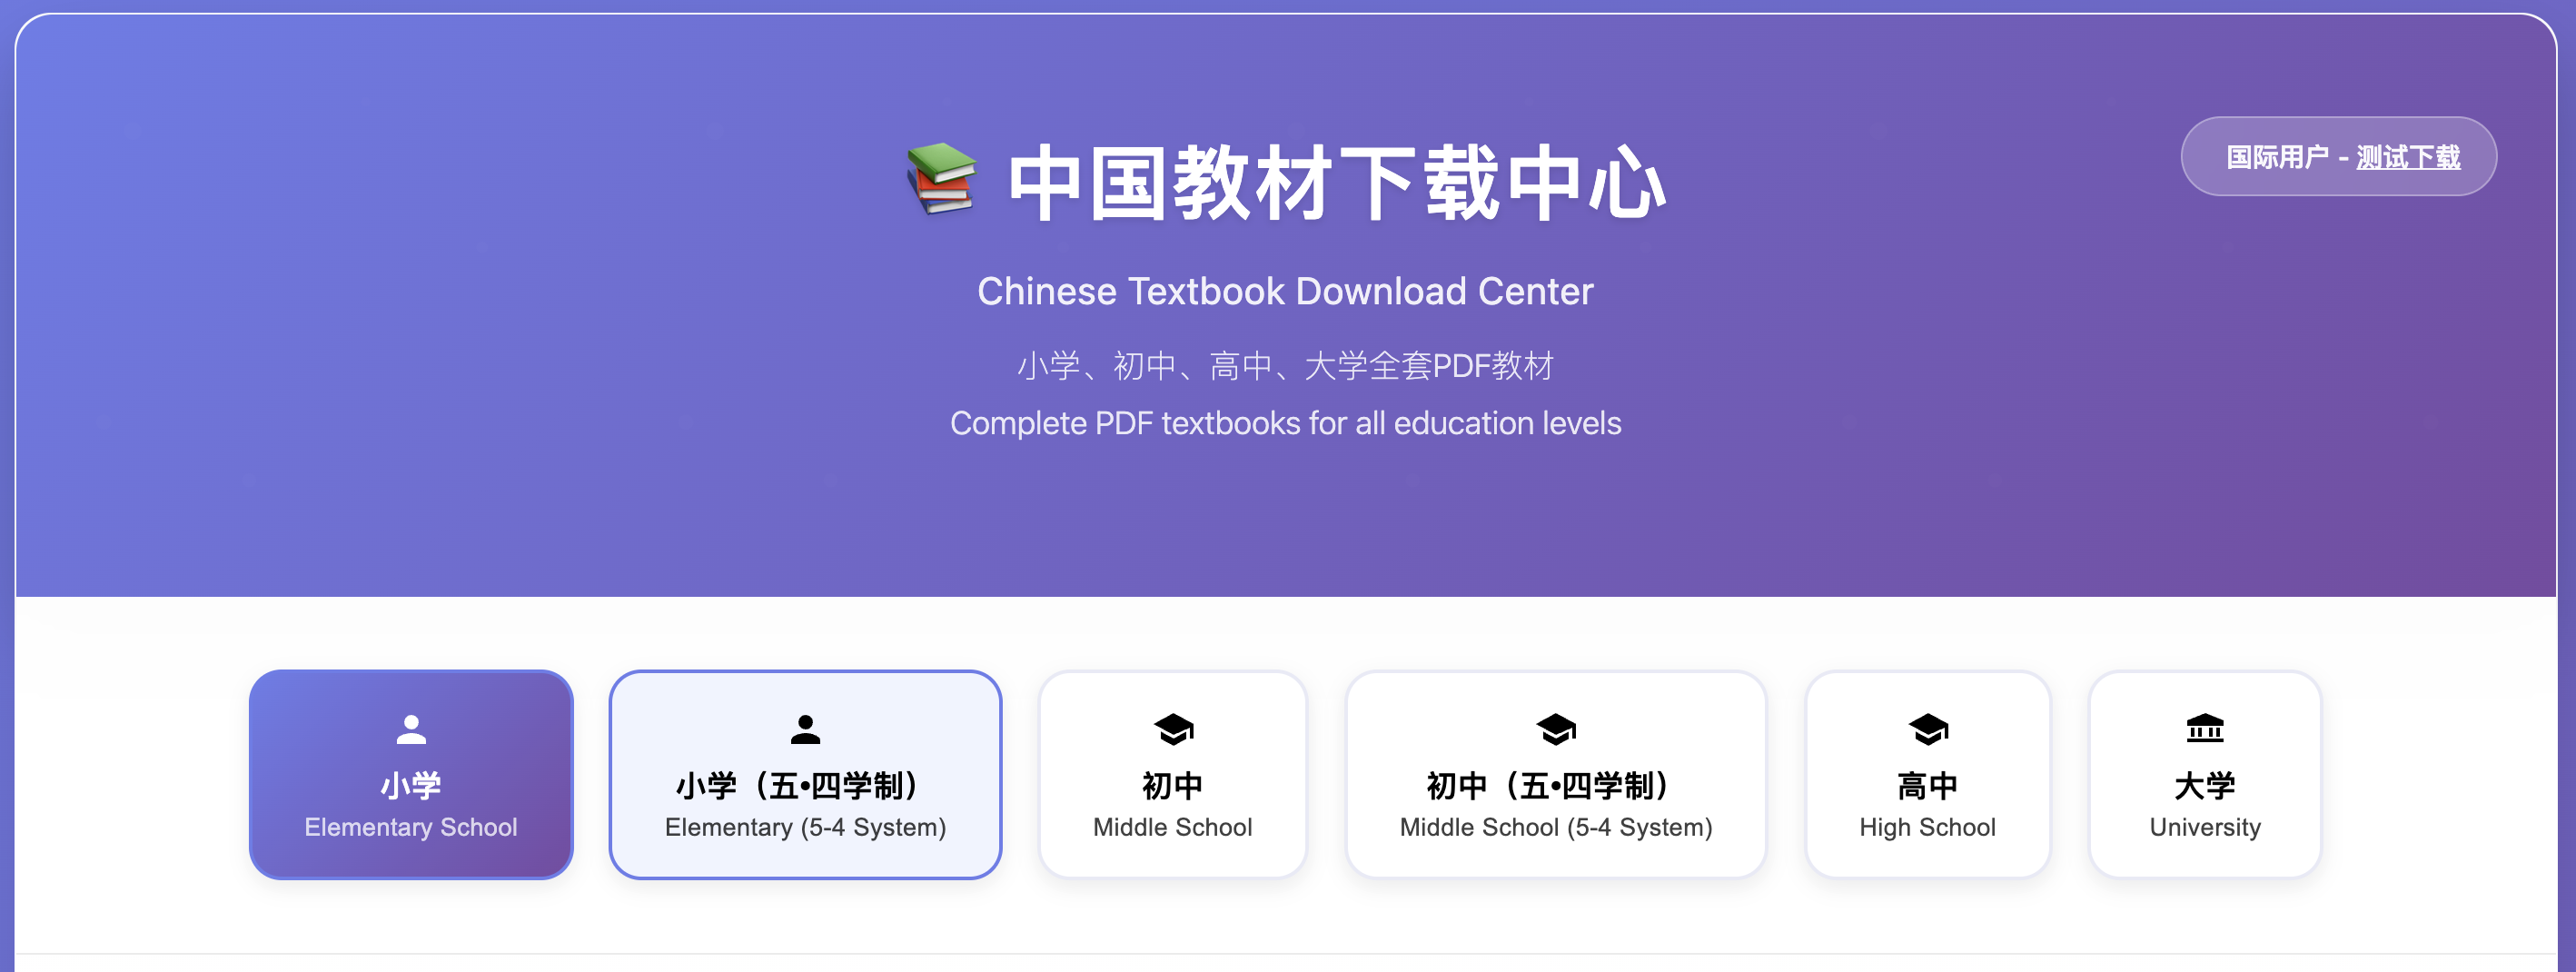 中国教材下载中心
国际用户 - 测试下载
Chinese Textbook Download Center
小学、初中、高中、大学全套PDF教材
Complete PDF textbooks for all education levels
小学
Elementary School
小学（五•四学制）
Elementary (5-4 System)
初中
Middle School
初中（五•四学制）
Middle School (5-4 System)
高中
High School
大学
University